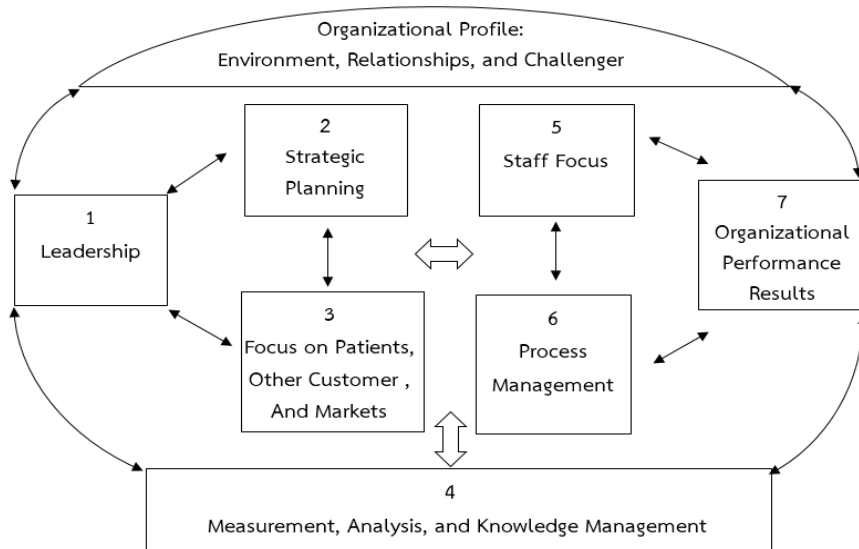 Organizational Profile:
Environment, Relationships, and Challenger
2
Strategic
Planning
5
Staff Focus
1
Leadership
7
Organizational
Performance
Results
3
Focus on Patients,
Other Customer ,
And Markets
6
Process
Management
4
Measurement, Analysis, and Knowledge Management